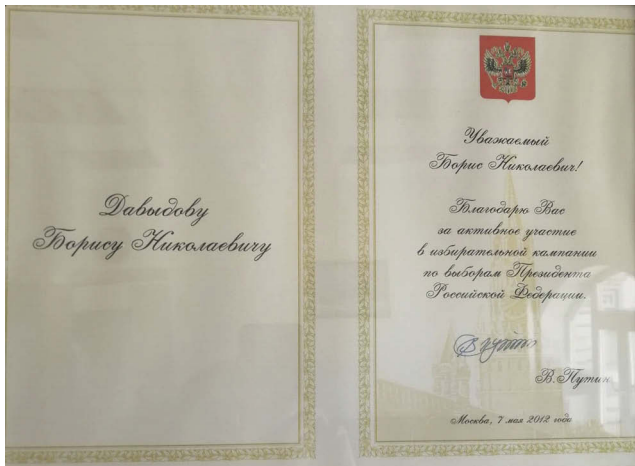 Давыдову
Борису Николаевичу
Уважаемый
Борис Николаевич!
Благодарю Вас
за активное участие
в избирательной кампании
по выборам Президента
Российской Федерации.
В.Путин
Москва, 7 мая 2012 года